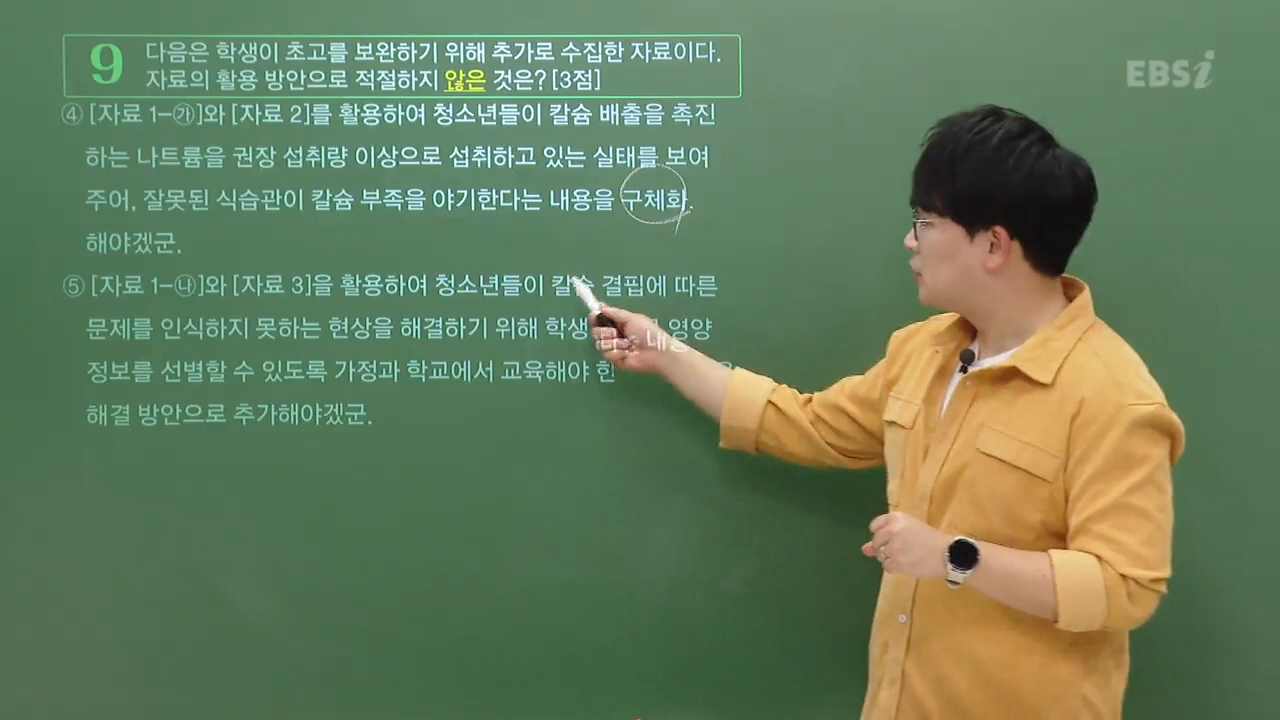 9
다음은 학생이 초고를 보완하기 위해 추가로 수집한 자료이다.
자료의 활용 방안으로 적절하지 않은 것은? [3점]
EBSi
④ [자료 1-㉮]와 [자료 2]를 활용하여 청소년들이 칼슘 배출을 촉진
하는 나트륨을 권장 섭취량 이상으로 섭취하고 있는 실태를 보여
주어, 잘못된 식습관이 칼슘 부족을 야기한다는 내용을 구체화
해야겠군.
⑤ [자료 1-㉯]와 [자료 3]을 활용하여 청소년들이 칼슘 결핍에 따른
문제를 인식하지 못하는 현상을 해결하기 위해 영양
정보를 선별할 수 있도록 가정과 학교에서 교육해야 한
해결 방안으로 추가해야겠군.